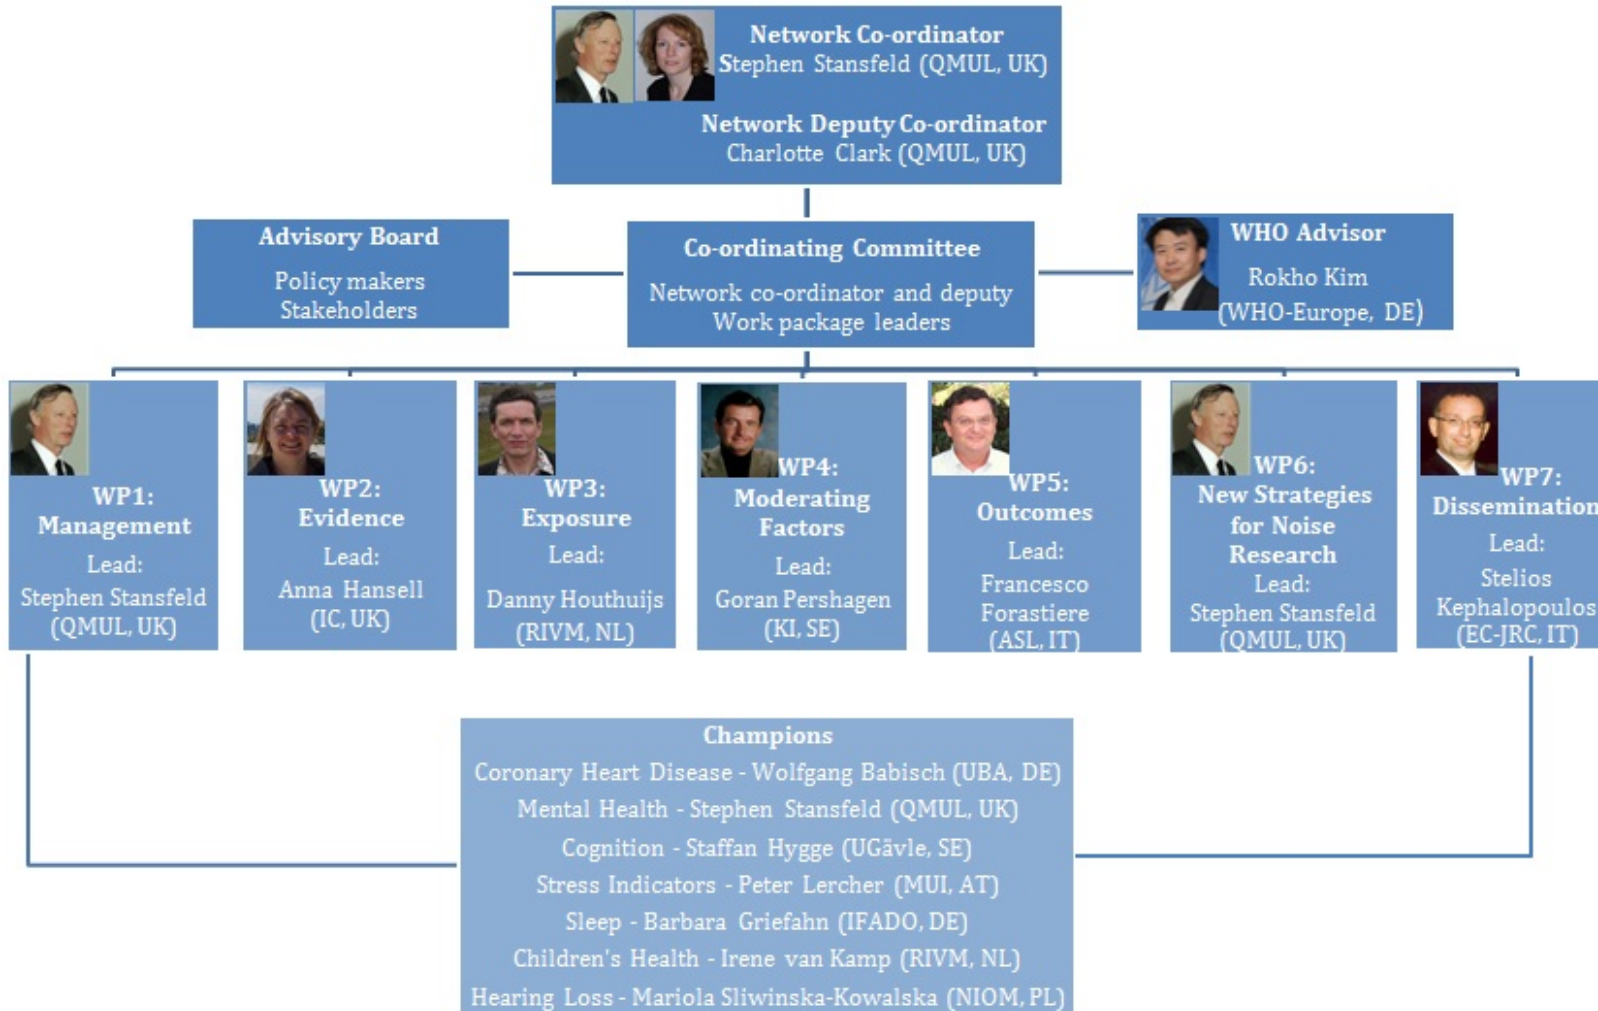 Network Co-ordinator
Stephen Stansfeld (QMUL, UK)
Network Deputy Co-ordinator
Charlotte Clark (QMUL, UK)
Advisory Board
Policy makers
Stakeholders
Co-ordinating Committee
Network co-ordinator and deputy
Work package leaders
WHO Advisor
Rokho Kim
(WHO-Europe, DE)
WP1:
Management
Lead:
Stephen Stansfeld
(QMUL, UK)
WP2:
Evidence
Lead:
Anna Hansell
(IC, UK)
WP3:
Exposure
Lead:
Danny Houthuijs
(RIVM, NL)
WP4:
Moderating
Factors
Lead:
Goran Pershagen
(KI, SE)
WP5:
Outcomes
Lead:
Francesco
Forastiere
(ASL, IT)
WP6:
New Strategies
for Noise
Research
Lead:
Stephen Stansfeld
(QMUL, UK)
WP7:
Dissemination
Lead:
Stelios
Kephalopoulos
(EC-JRC, IT)
Champions
Coronary Heart Disease - Wolfgang Babisch (UBA, DE)
Mental Health - Stephen Stansfeld (QMUL, UK)
Cognition - Staffan Hygge (UGävle, SE)
Stress Indicators - Peter Lercher (MUI, AT)
Sleep - Barbara Griefahn (IFADO, DE)
Children's Health - Irene van Kamp (RIVM, NL)
Hearing Loss - Mariola Sliwinska-Kowalska (NIOM, PL)